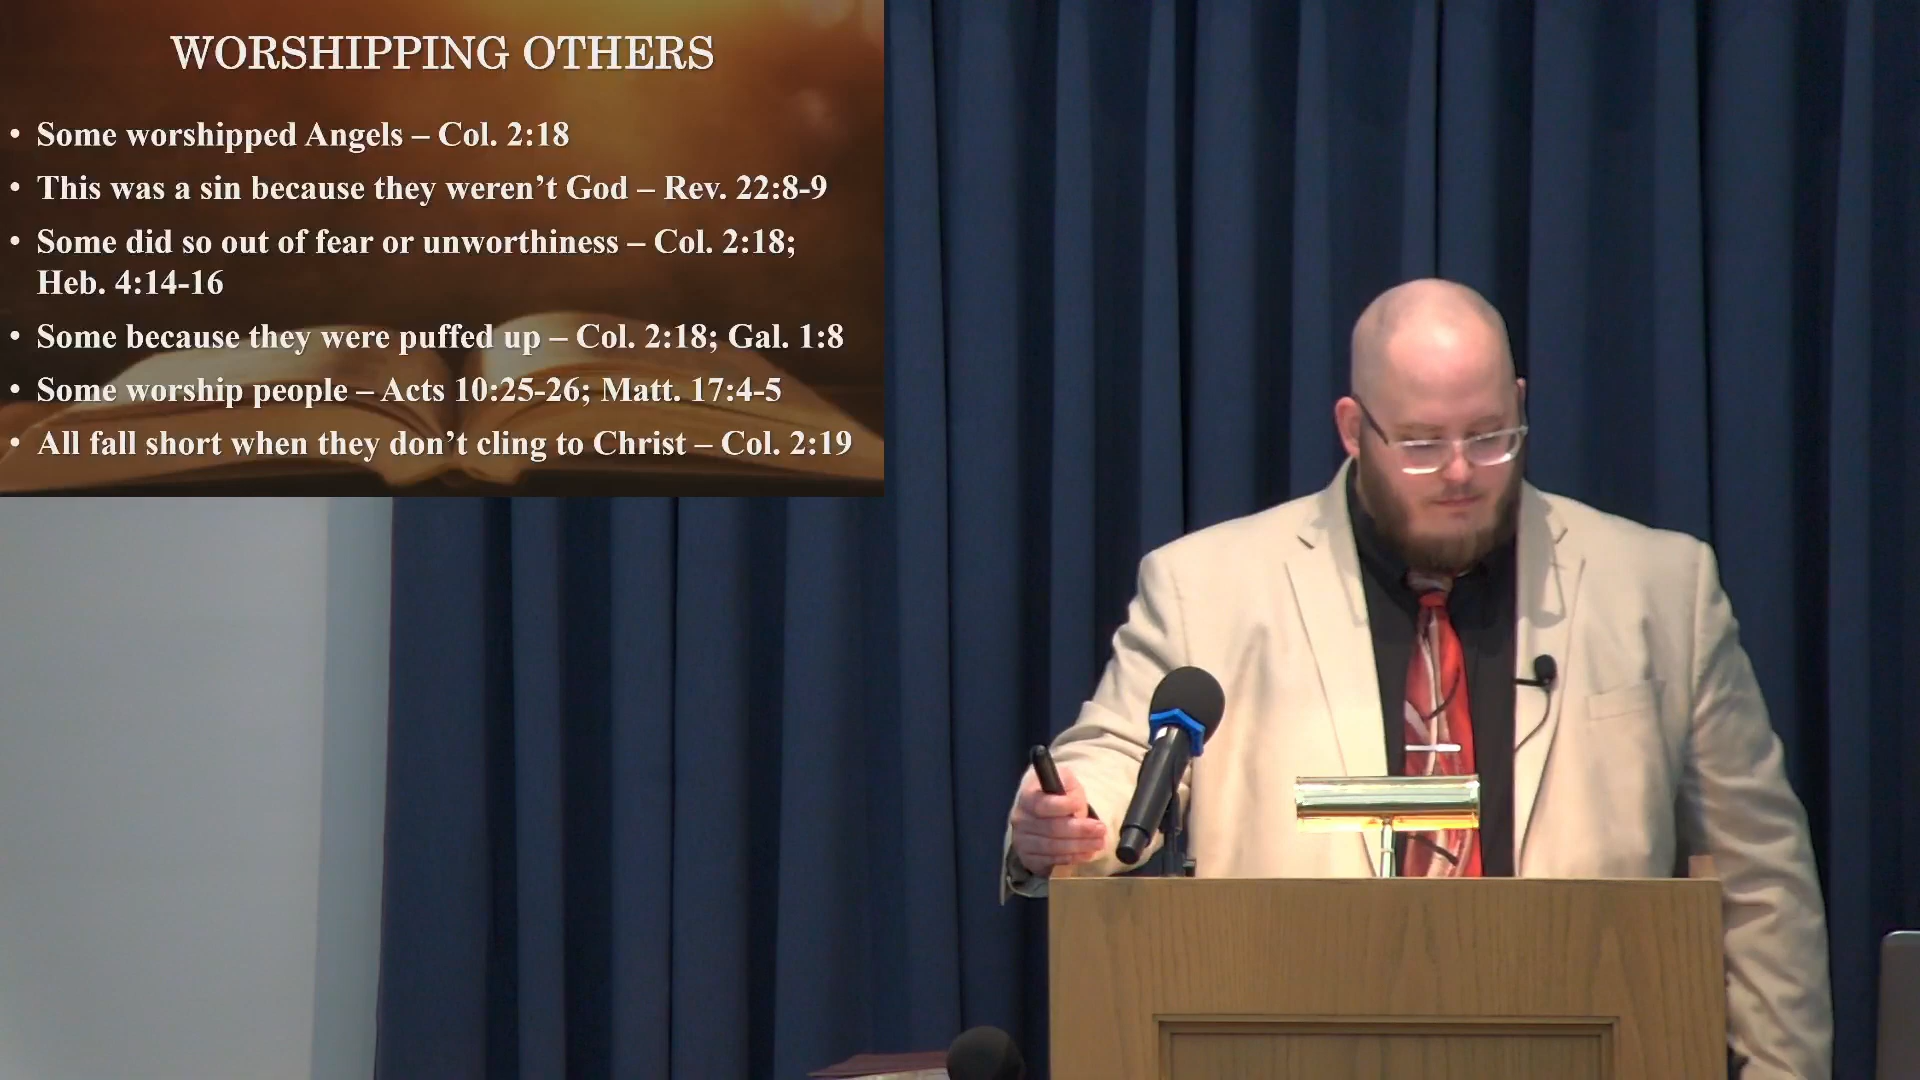 WORSHIPPING OTHERS
• Some worshipped Angels – Col. 2:18
• This was a sin because they weren’t God – Rev. 22:8-9
• Some did so out of fear or unworthiness – Col. 2:18;
Heb. 4:14-16
• Some because they were puffed up – Col. 2:18; Gal. 1:8
• Some worship people – Acts 10:25-26; Matt. 17:4-5
• All fall short when they don’t cling to Christ – Col. 2:19